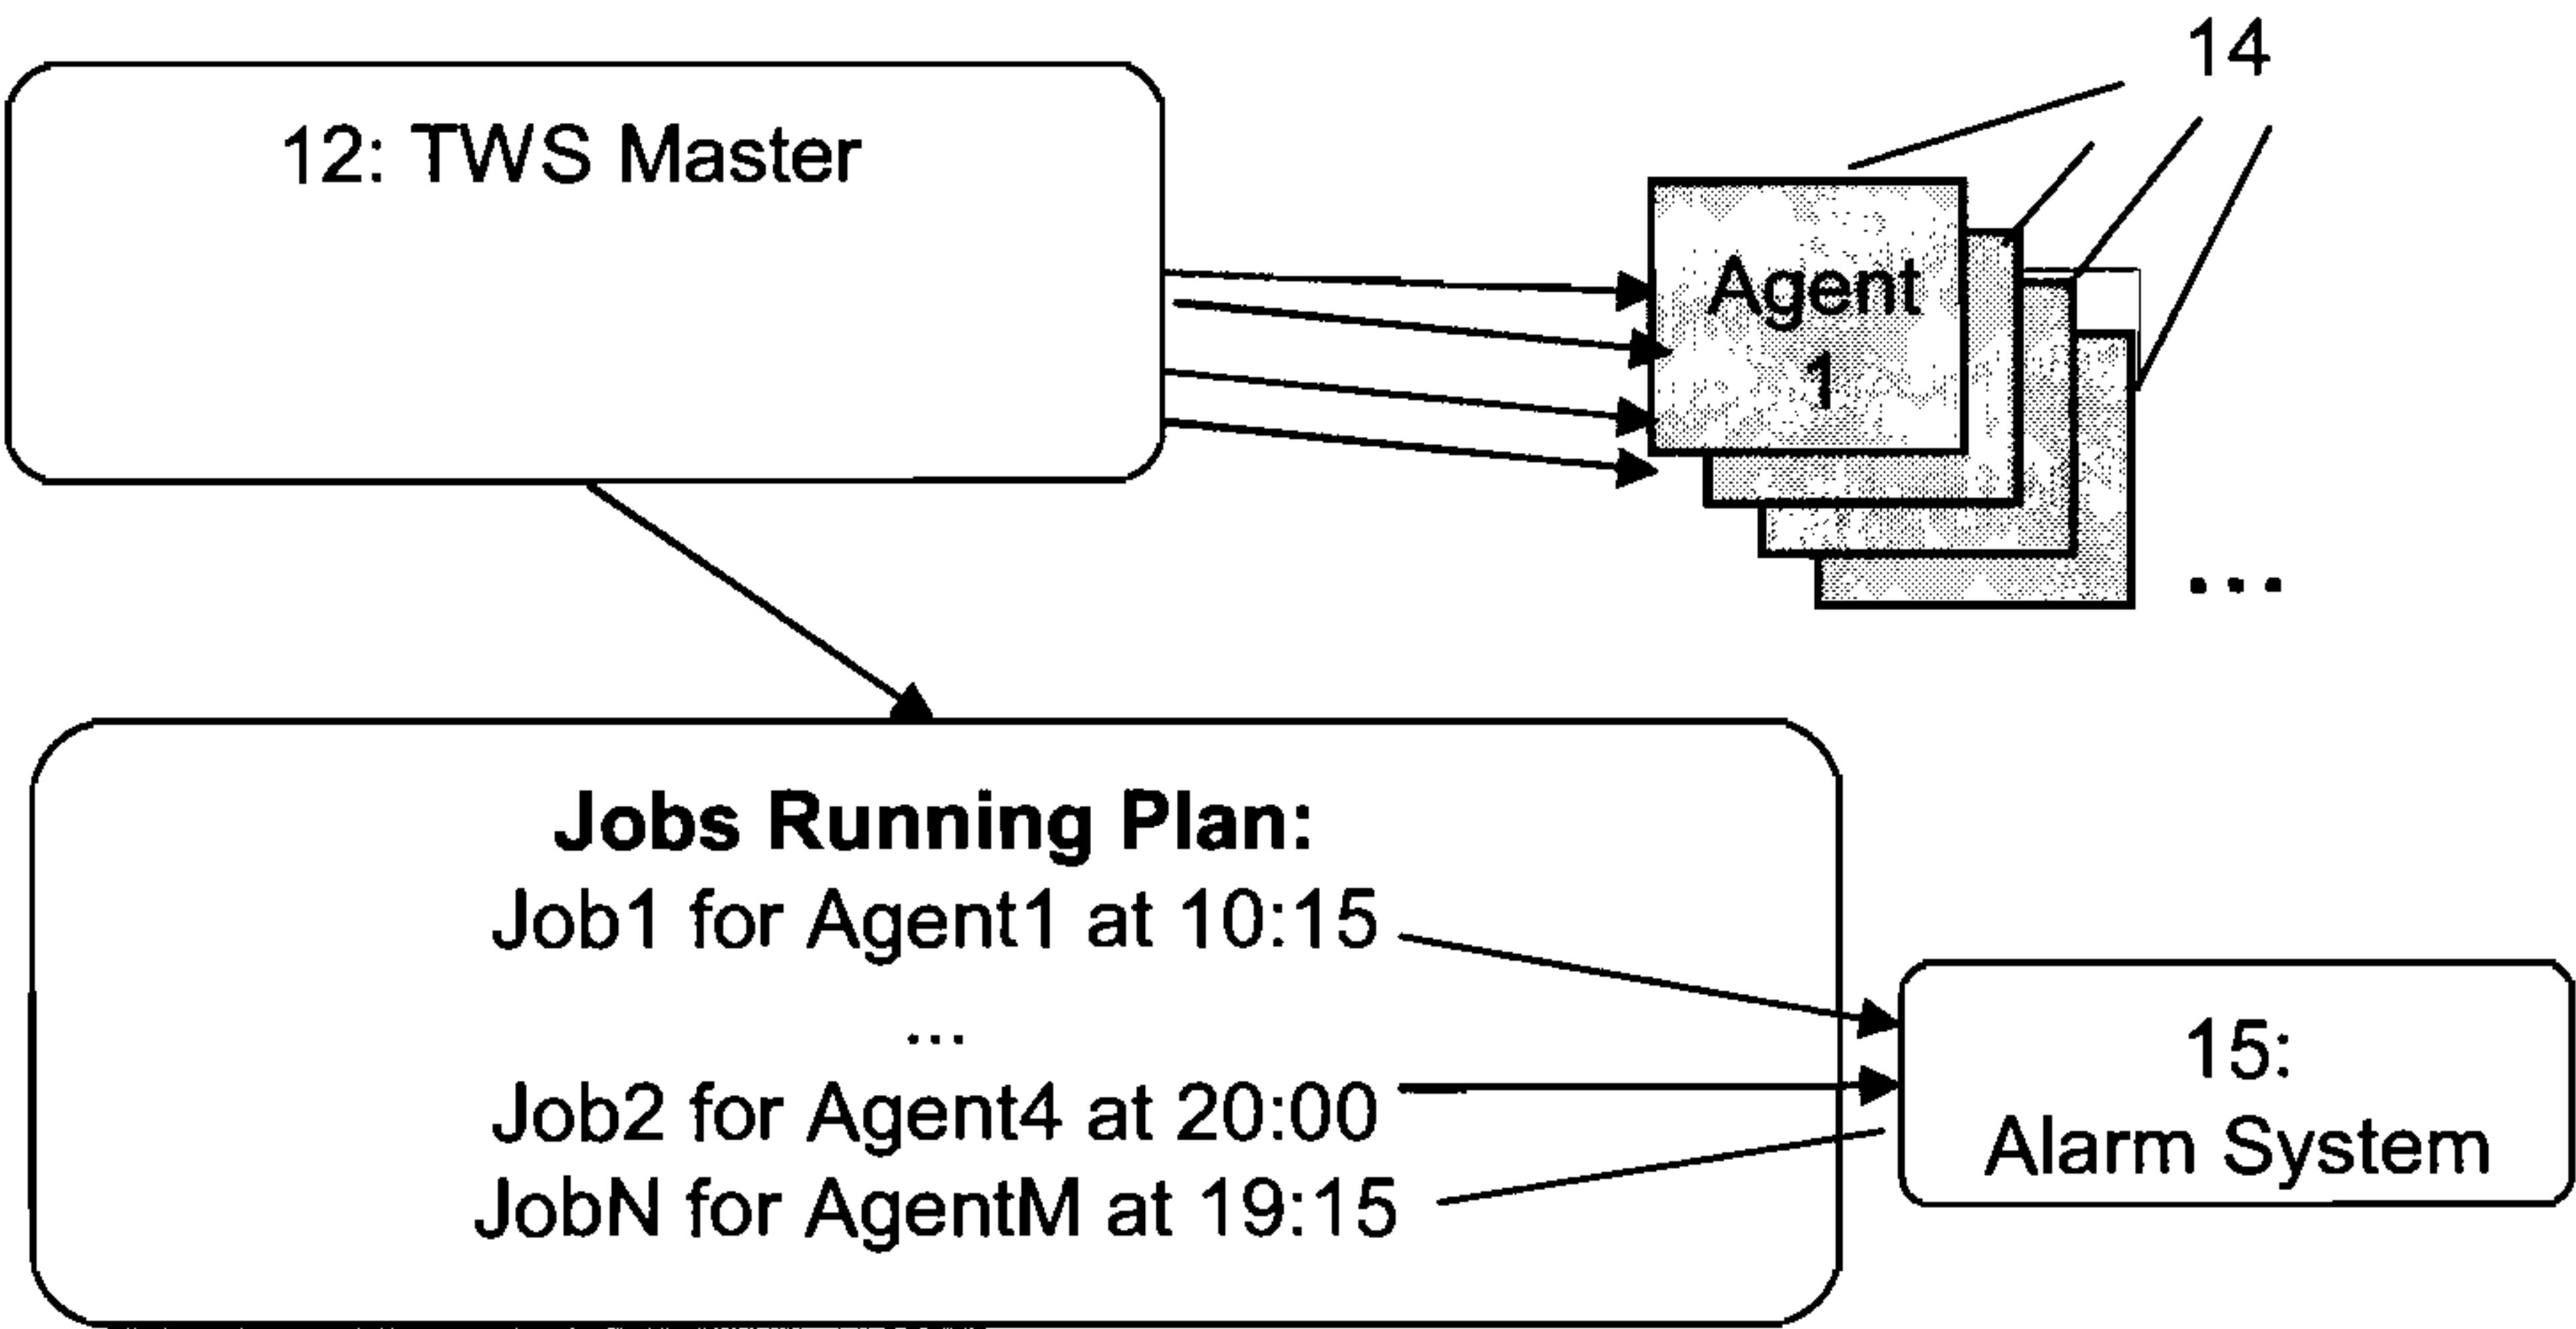 14
12: TWS Master
Agent
1
...
Jobs Running Plan:
Job1 for Agent1 at 10:15
...
Job2 for Agent4 at 20:00
JobN for AgentM at 19:15
15:
Alarm System